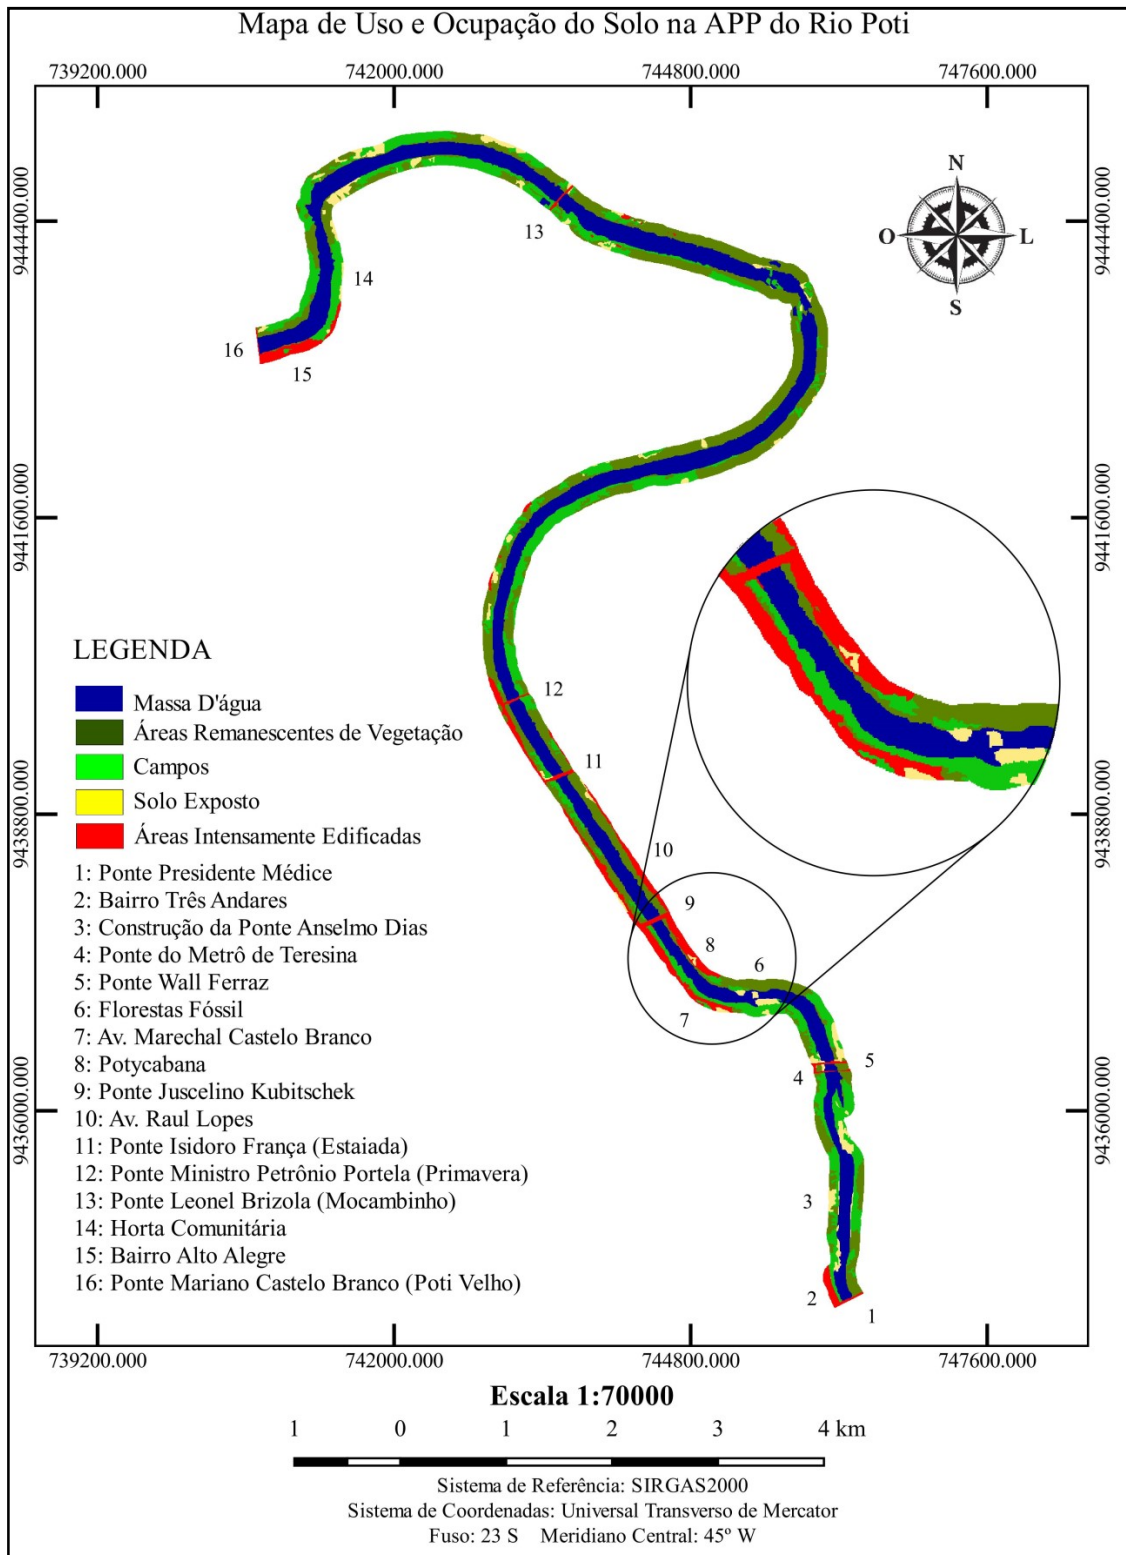 Mapa de Uso e Ocupação do Solo na APP do Rio Poti
739200.000 742000.000 744800.000 747600.000
9444400.000 9444400.000
N
O L
S
13
14
16
15
9441600.000 9441600.000
LEGENDA
12
Massa D'água
Áreas Remanescentes de Vegetação
11
Campos
Solo Exposto
9438800.000 9438800.000
Áreas Intensamente Edificadas
10
9
8
6
7
5
4
3
2
1
9436000.000 9436000.000
1: Ponte Presidente Médice
2: Bairro Três Andares
3: Construção da Ponte Anselmo Dias
4: Ponte do Metrô de Teresina
5: Ponte Wall Ferraz
6: Florestas Fóssil
7: Av. Marechal Castelo Branco
8: Potycabana
9: Ponte Juscelino Kubitschek
10: Av. Raul Lopes
11: Ponte Isidoro França (Estaiada)
12: Ponte Ministro Petrônio Portela (Primavera)
13: Ponte Leonel Brizola (Mocambinho)
14: Horta Comunitária
15: Bairro Alto Alegre
16: Ponte Mariano Castelo Branco (Poti Velho)
739200.000 742000.000 744800.000 747600.000
Escala 1:70000
1 0 1 2 3 4 km
Sistema de Referência: SIRGAS2000
Sistema de Coordenadas: Universal Transverso de Mercator
Fuso: 23 S Meridiano Central: 45º W